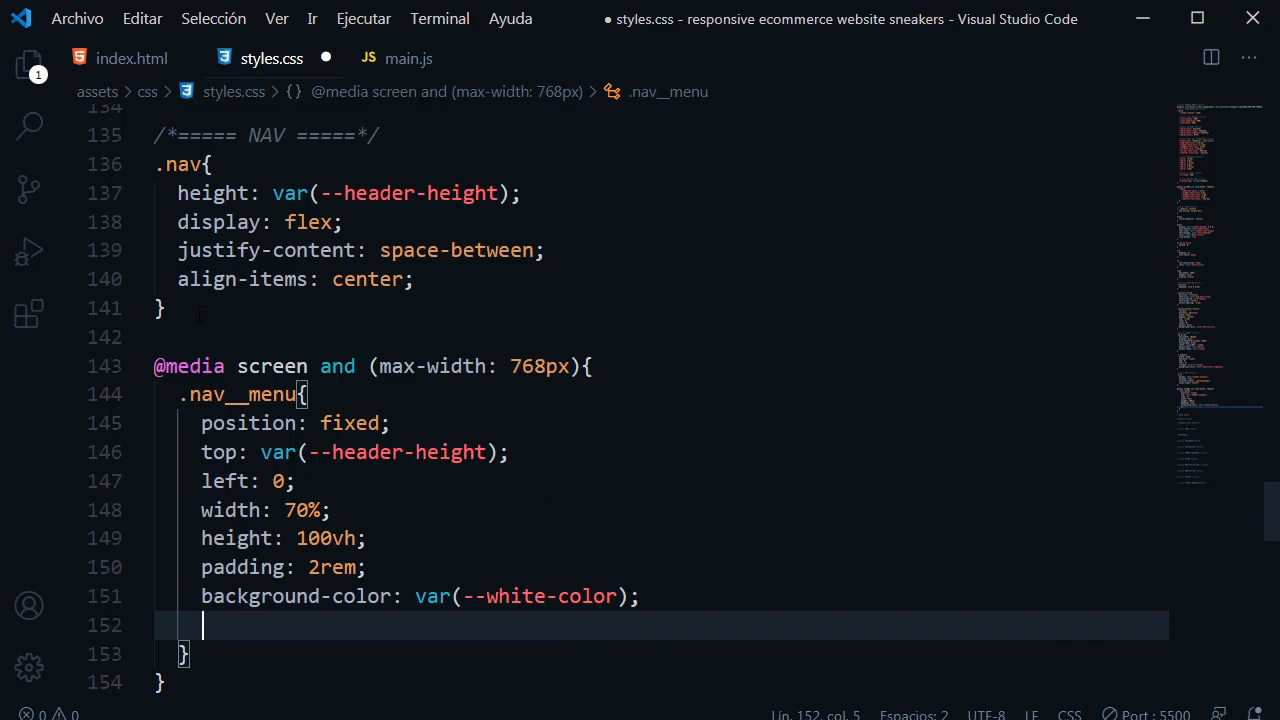 Archivo Editar Selección Ver Ir Ejecutar Terminal Ayuda ● styles.css - responsive ecommerce website sneakers - Visual Studio Code
index.html styles.css JS main.js
1
assets > css > styles.css > {} @media screen and (max-width: 768px) > .nav__menu
134
135 /*===== NAV =====*/
136 .nav{
137 height: var(--header-height);
138 display: flex;
139 justify-content: space-between;
140 align-items: center;
141 }
142
143 @media screen and (max-width: 768px){
144 .nav__menu{
145 position: fixed;
146 top: var(--header-height);
147 left: 0;
148 width: 70%;
149 height: 100vh;
150 padding: 2rem;
151 background-color: var(--white-color);
152
153 }
154 }
0 0 Lín. 152, col. 5 Espacios: 2 UTF-8 LF CSS Port : 5500